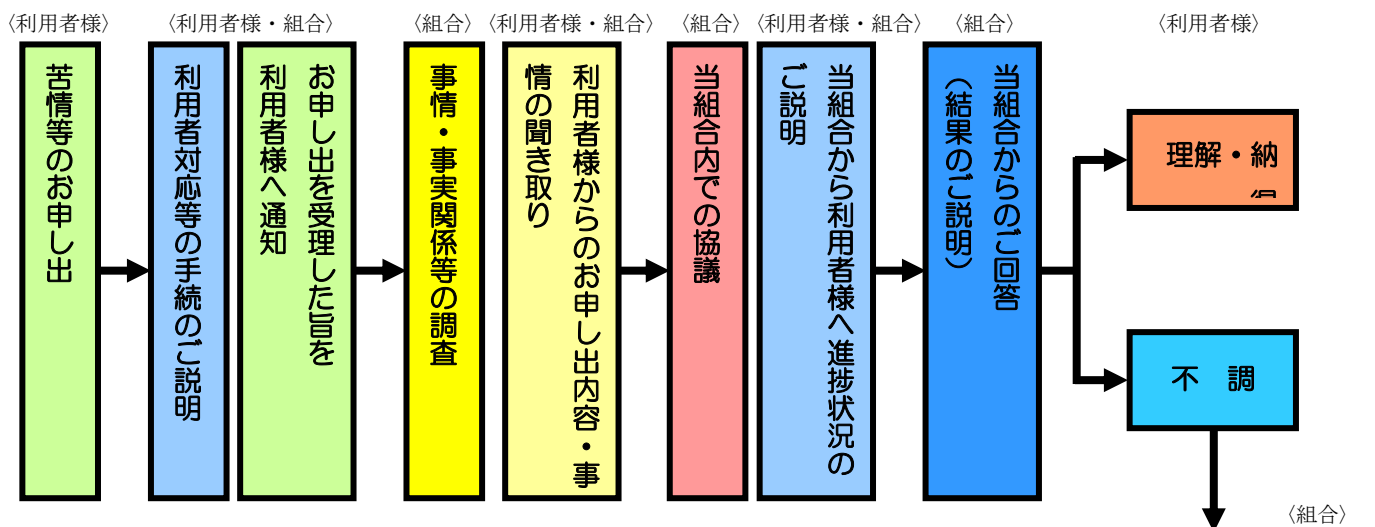 〈利用者様〉
〈利用者様・組合〉
〈組合〉
〈利用者様・組合〉
〈組合〉
〈利用者様・組合〉
〈組合〉
〈利用者様〉
苦情等のお申し出
利用者対応等の手続のご説明
お申し出を受理した旨を
利用者様へ通知
事情・事実関係等の調査
利用者様からのお申し出内容・事
情の聞き取り
当組合内での協議
当組合から利用者様へ進捗状況の
ご説明
当組合からのご回答
(結果のご説明)
理解・納
不 調
〈組合〉